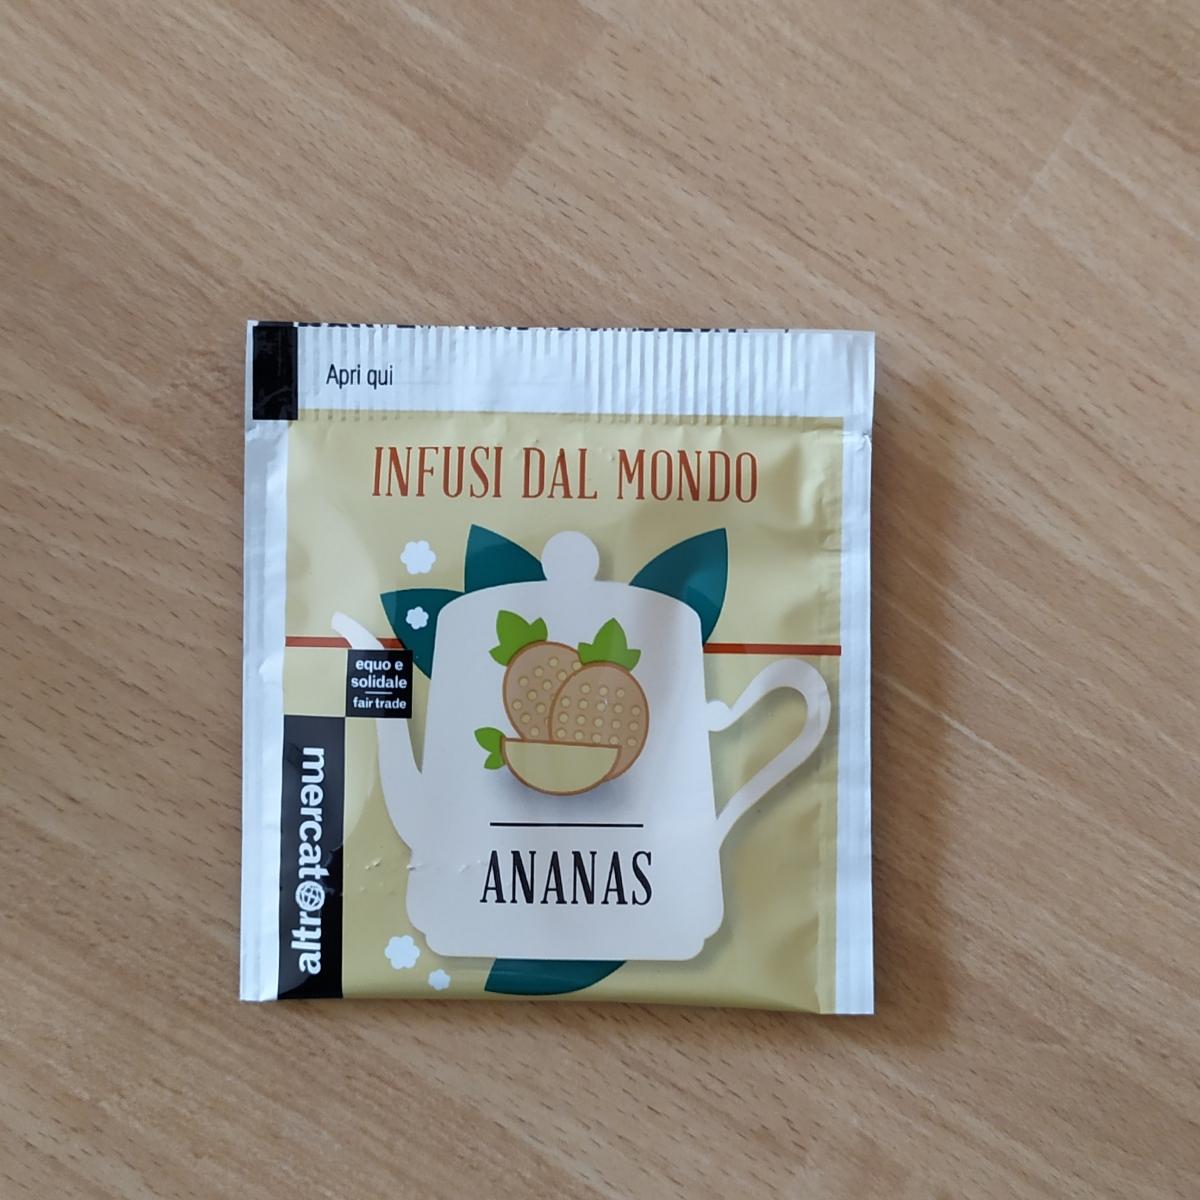 Apri qui
INFUSI DAL MONDO
equo e
solidale
fair trade
altromercato
ANANAS